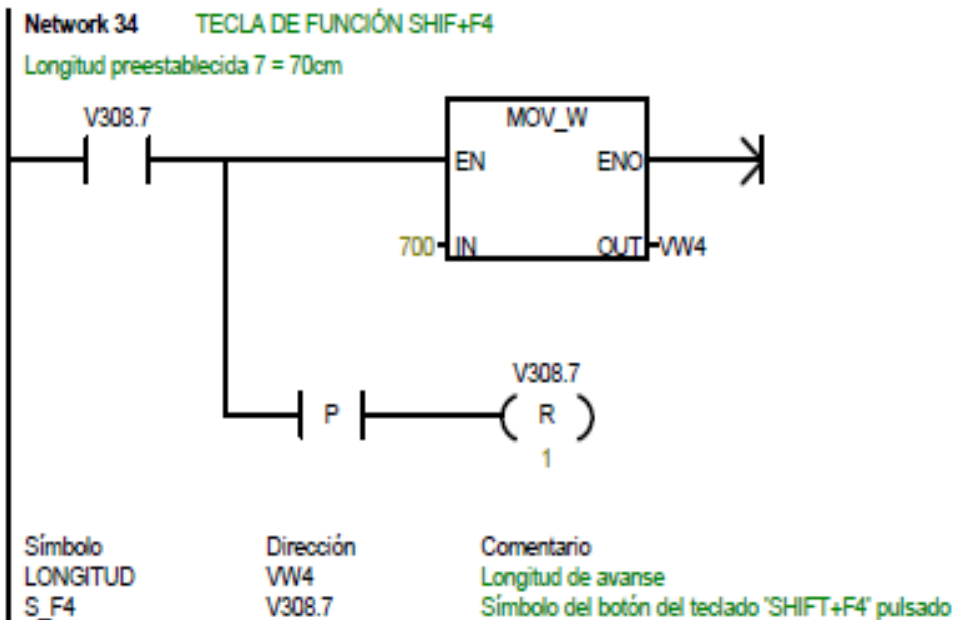 Network 34 TECLA DE FUNCIÓN SHIF+F4
Longitud preestablecida 7 = 70cm
V308.7
MOV_W
EN ENO
700 IN OUT VW4
V308.7
P R
1
Símbolo Dirección Comentario
LONGITUD VW4 Longitud de avanse
S_F4 V308.7 Símbolo del botón del teclado "SHIFT+F4" pulsado